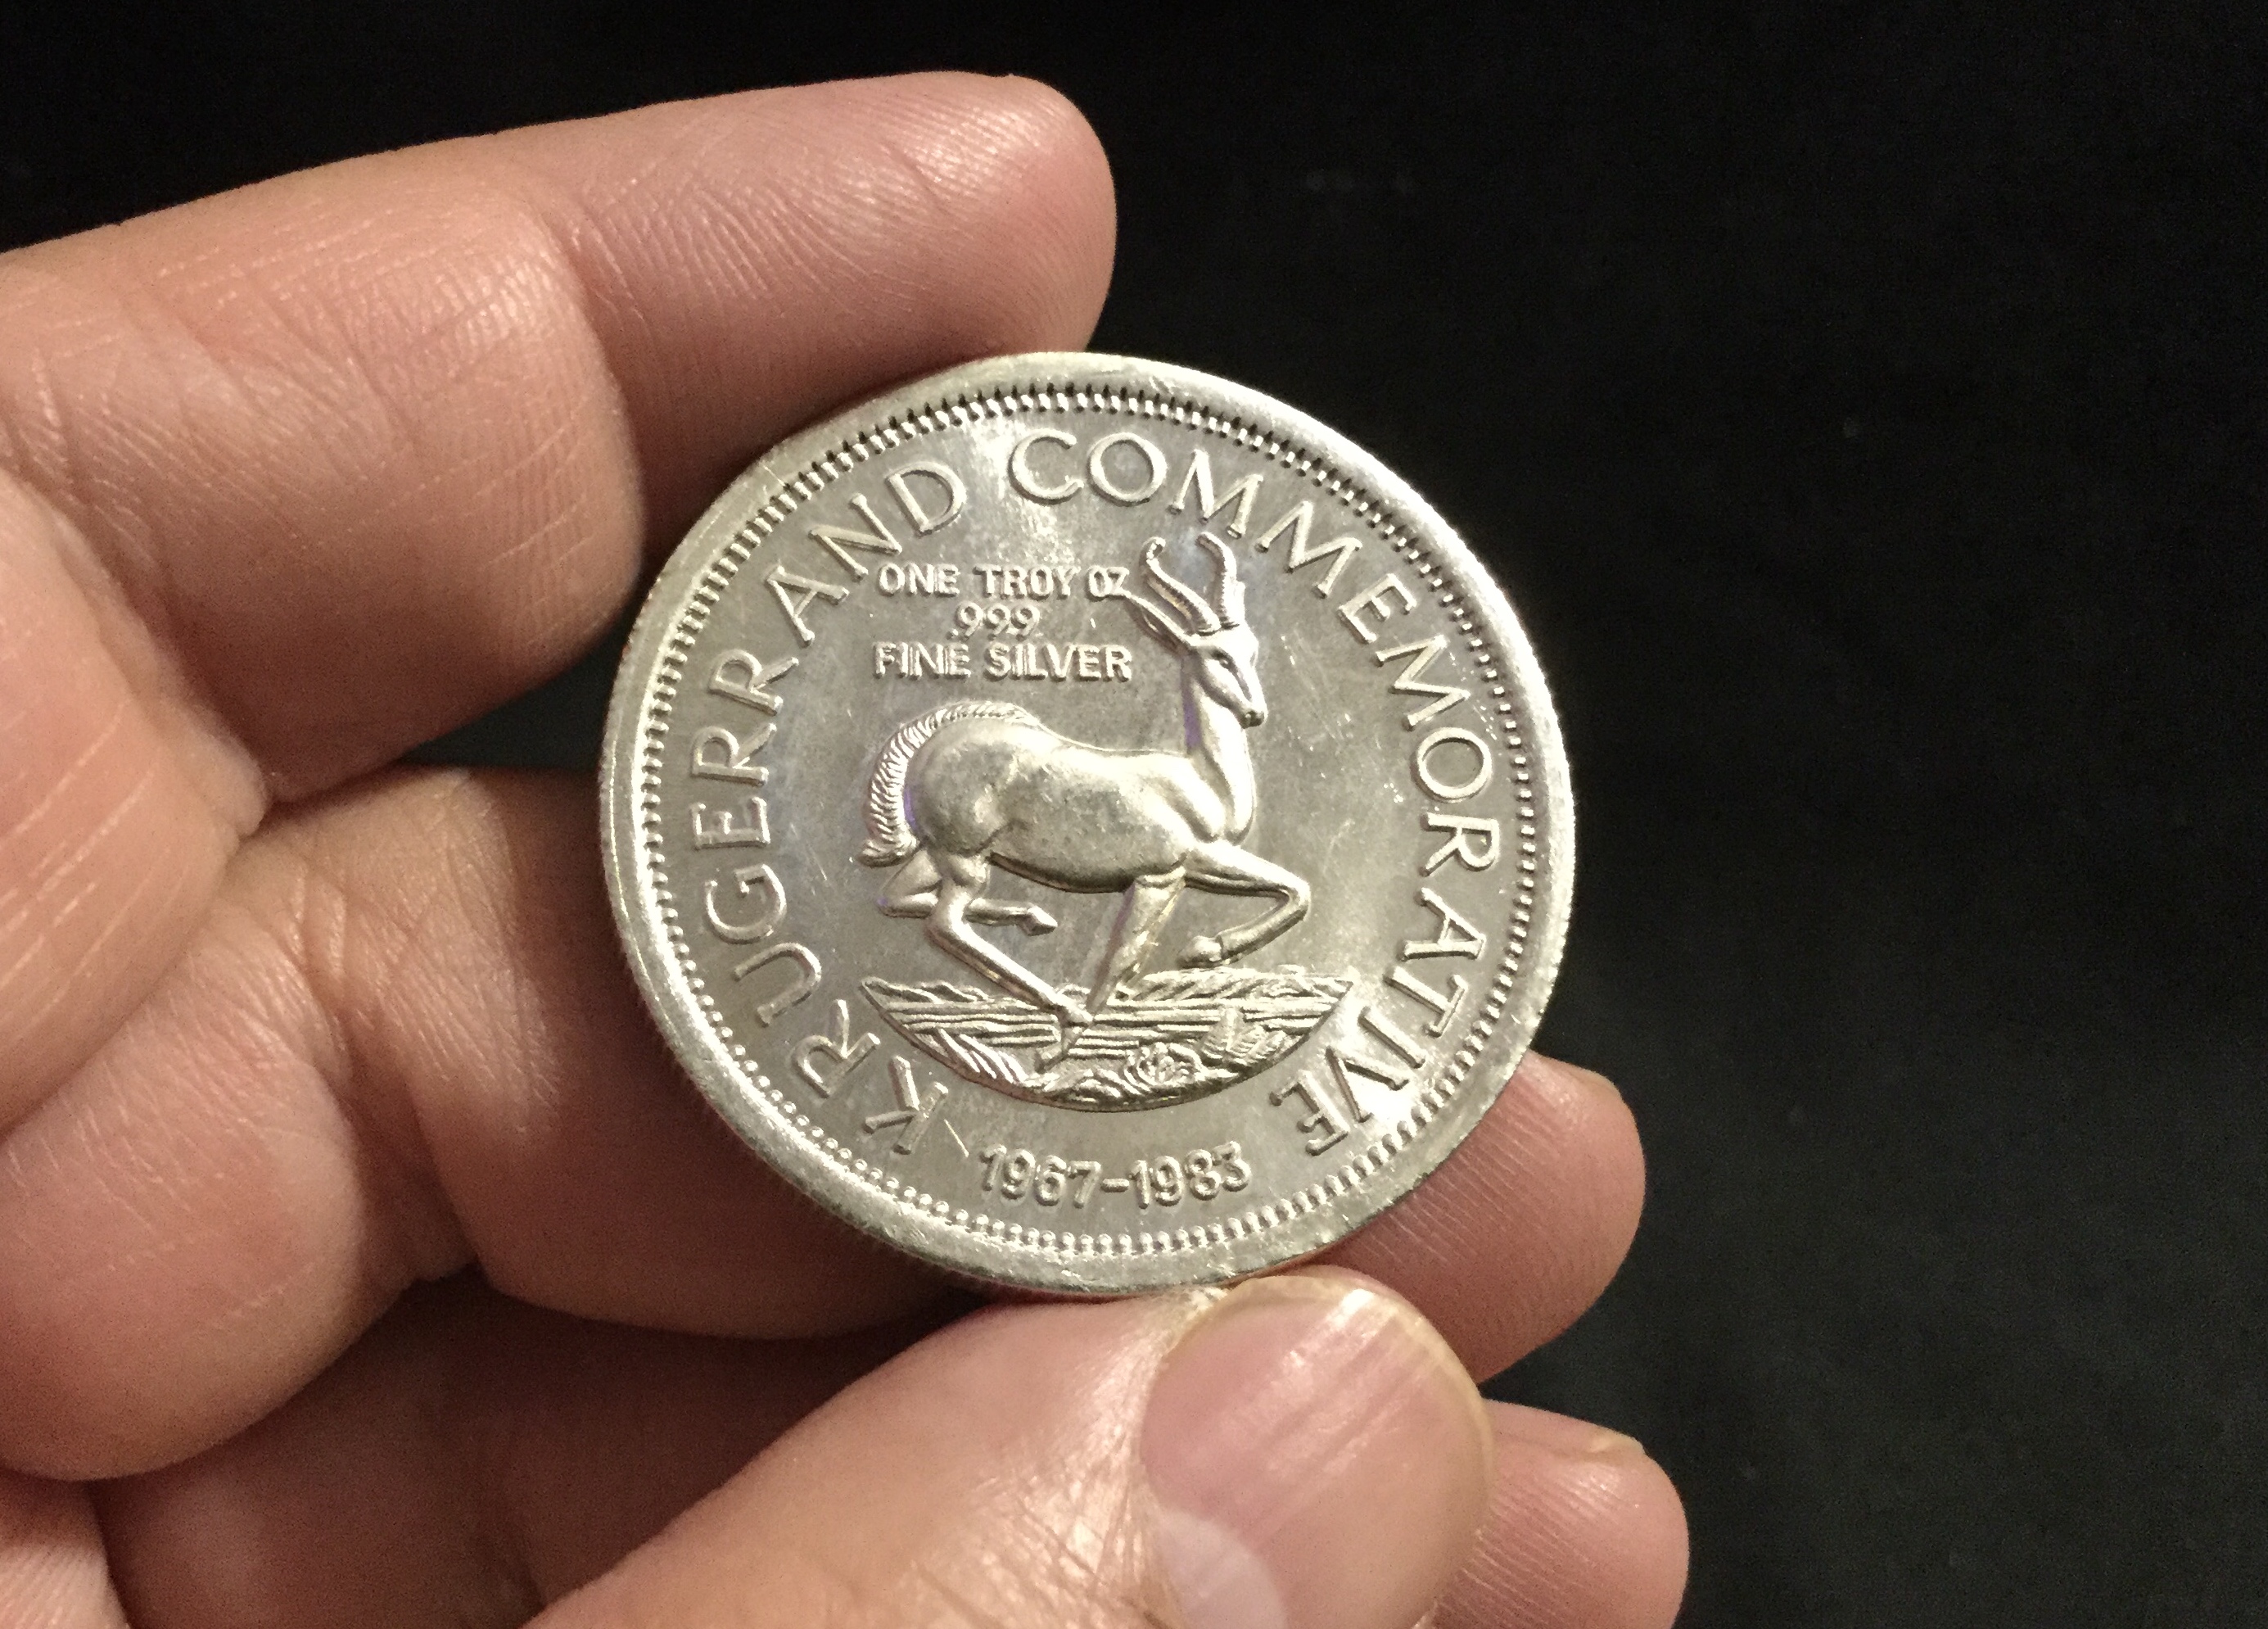 KRUGERRAND COMMEMORATIVE
ONE TROY OZ
.999
FINE SILVER
1967-1983